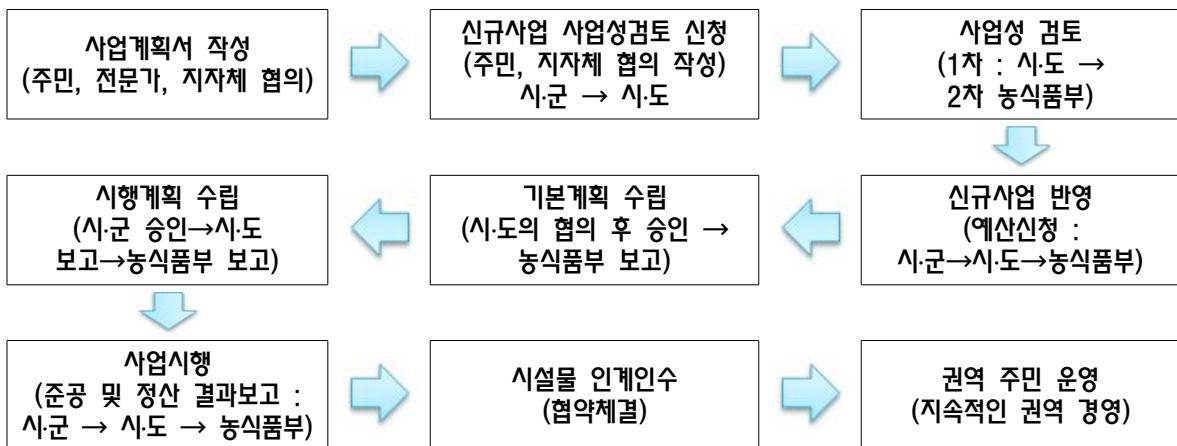 사업계획서 작성
(주민, 전문가, 지자체 협의)
신규사업 사업성검토 신청
(주민, 지자체 협의 작성)
시·군 → 시·도
사업성 검토
(1차 : 시·도 →
2차 농식품부)
신규사업 반영
(예산신청 :
시·군→시·도→농식품부)
기본계획 수립
(시·도의 협의 후 승인 →
농식품부 보고)
시행계획 수립
(시·군 승인→시·도
보고→농식품부 보고)
사업시행
(준공 및 정산 결과보고 :
시·군 → 시·도 → 농식품부)
시설물 인계인수
(협약체결)
권역 주민 운영
(지속적인 권역 경영)